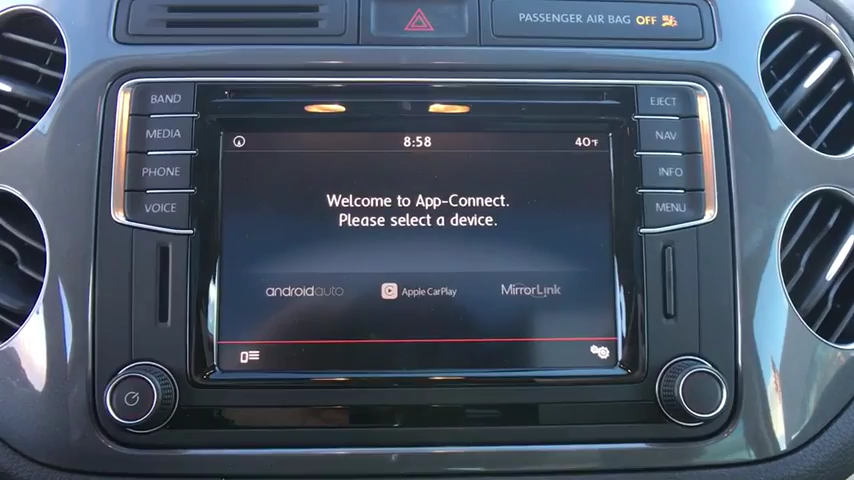 PASSENGER AIR BAG OFF
BAND
MEDIA
PHONE
VOICE
EJECT
NAV
INFO
MENU
8:58
40°F
Welcome to App-Connect.
Please select a device.
androidauto
Apple CarPlay
MirrorLink